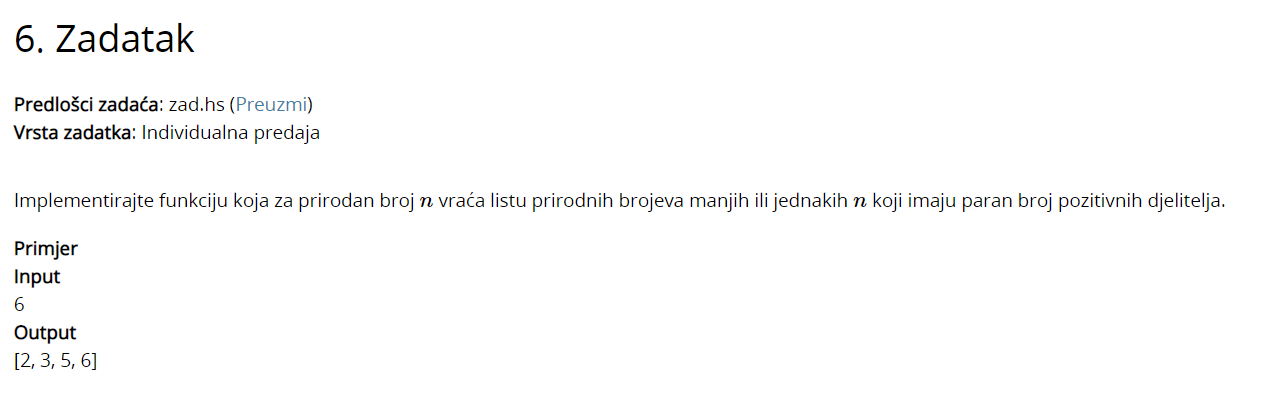 6. Zadatak
Predlošci zadaća: zad.hs (Preuzmi)
Vrsta zadatka: Individualna predaja
Implementirajte funkciju koja za prirodan broj n vraća listu prirodnih brojeva manjih ili jednakih n koji imaju paran broj pozitivnih djelitelja.
Primjer
Input
6
Output
[2, 3, 5, 6]